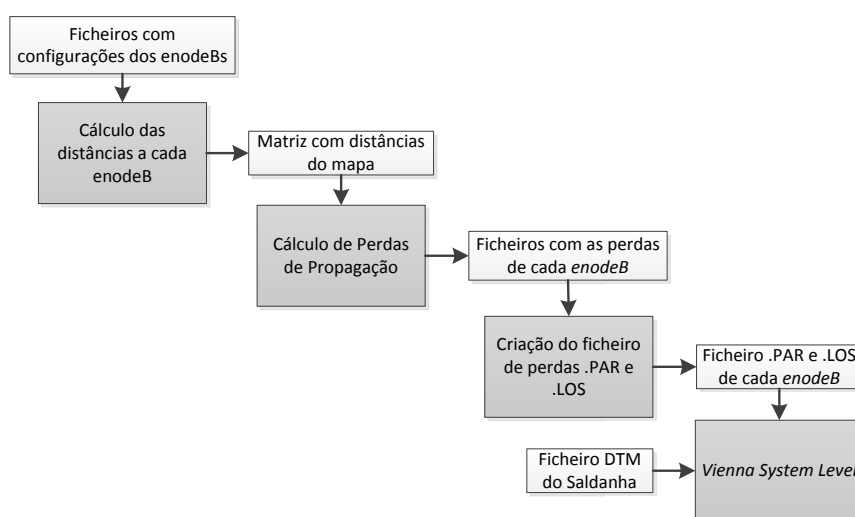 Ficheiros com
configurações dos enodeBs
Cálculo das
distâncias a cada
enodeB
Matriz com distâncias
do mapa
Cálculo de Perdas
de Propagação
Ficheiros com as perdas
de cada enodeB
Criação do ficheiro
de perdas .PAR e
.LOS
Ficheiro .PAR e .LOS
de cada enodeB
Ficheiro DTM
do Saldanha
Vienna System Level